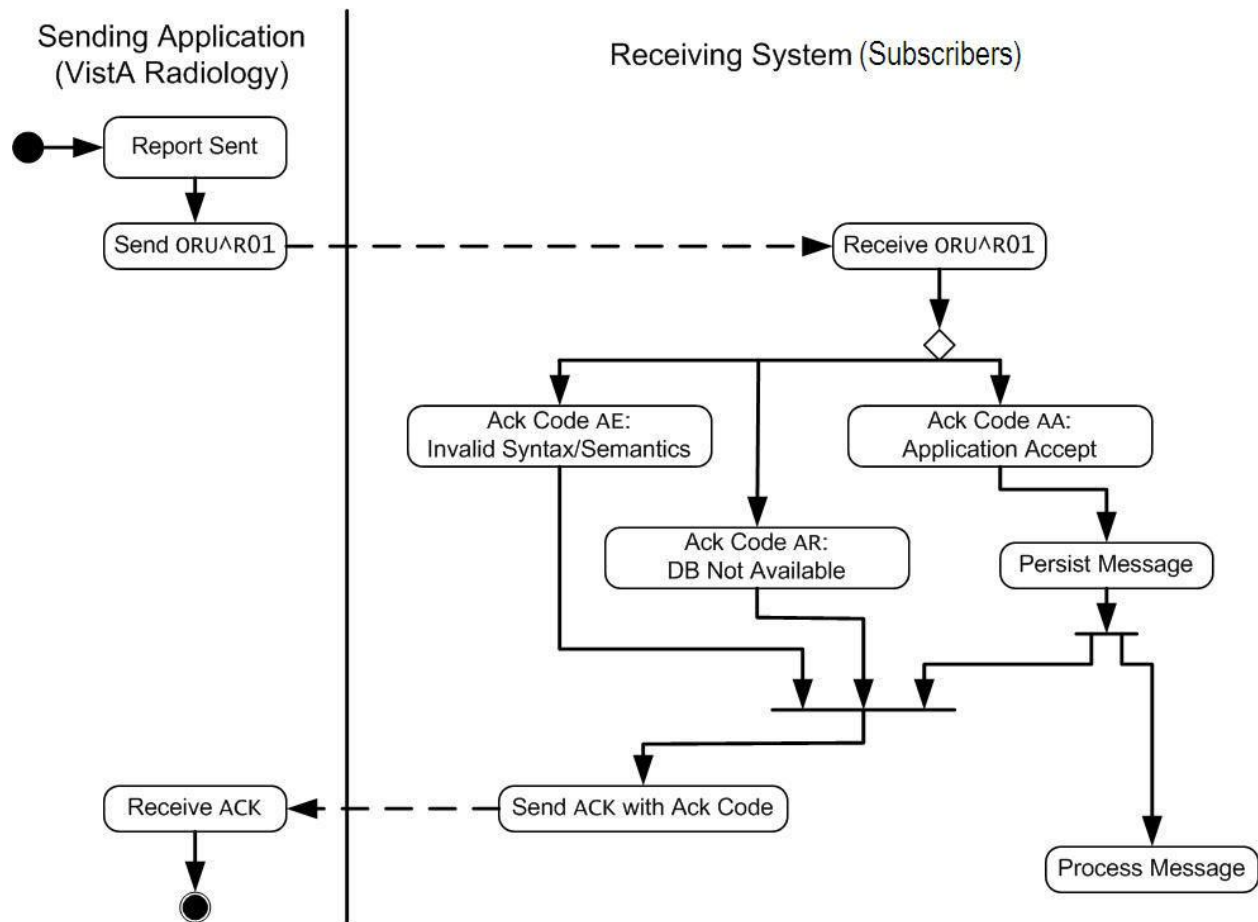 Sending Application
(VistA Radiology)
Receiving System (Subscribers)
Report Sent
Send ORU^R01
Receive ORU^R01
Ack Code AE:
Invalid Syntax/Semantics
Ack Code AA:
Application Accept
Ack Code AR:
DB Not Available
Persist Message
Receive ACK
Send ACK with Ack Code
Process Message